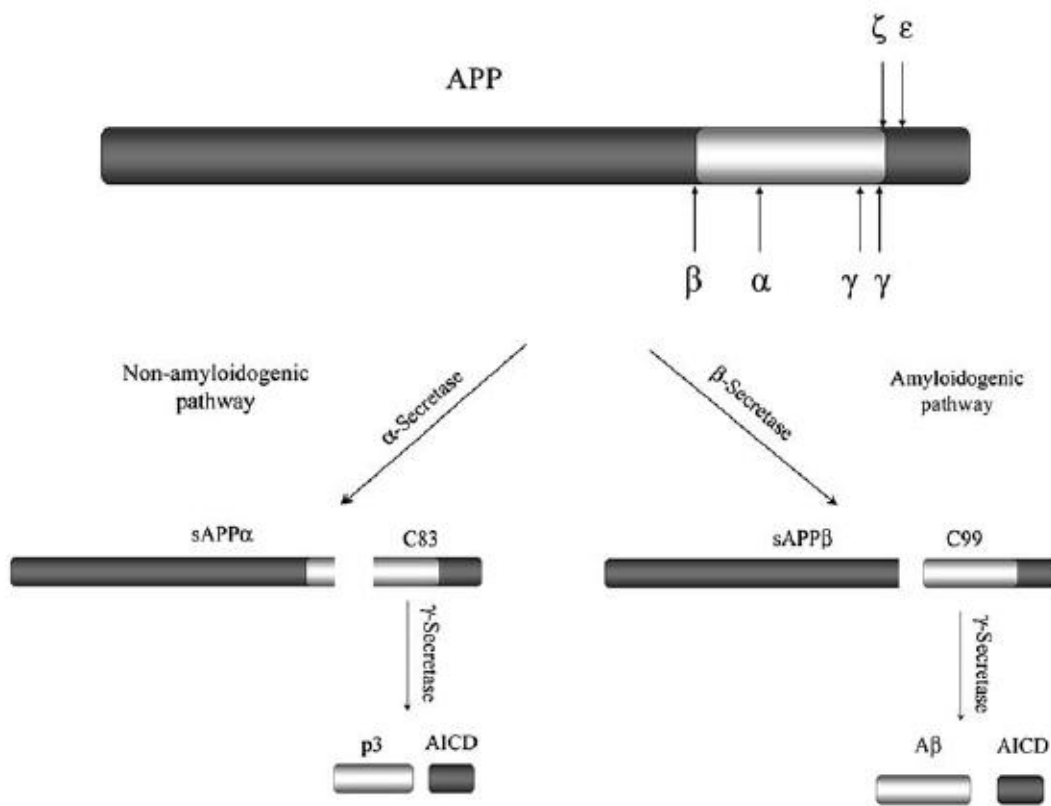 ζ ε
APP
β α γ γ
Non-amyloidogenic
pathway
α-Secretase
β-Secretase
Amyloidogenic
pathway
sAPPα C83
sAPPβ C99
γ-Secretase
γ-Secretase
p3 AICD
Aβ AICD